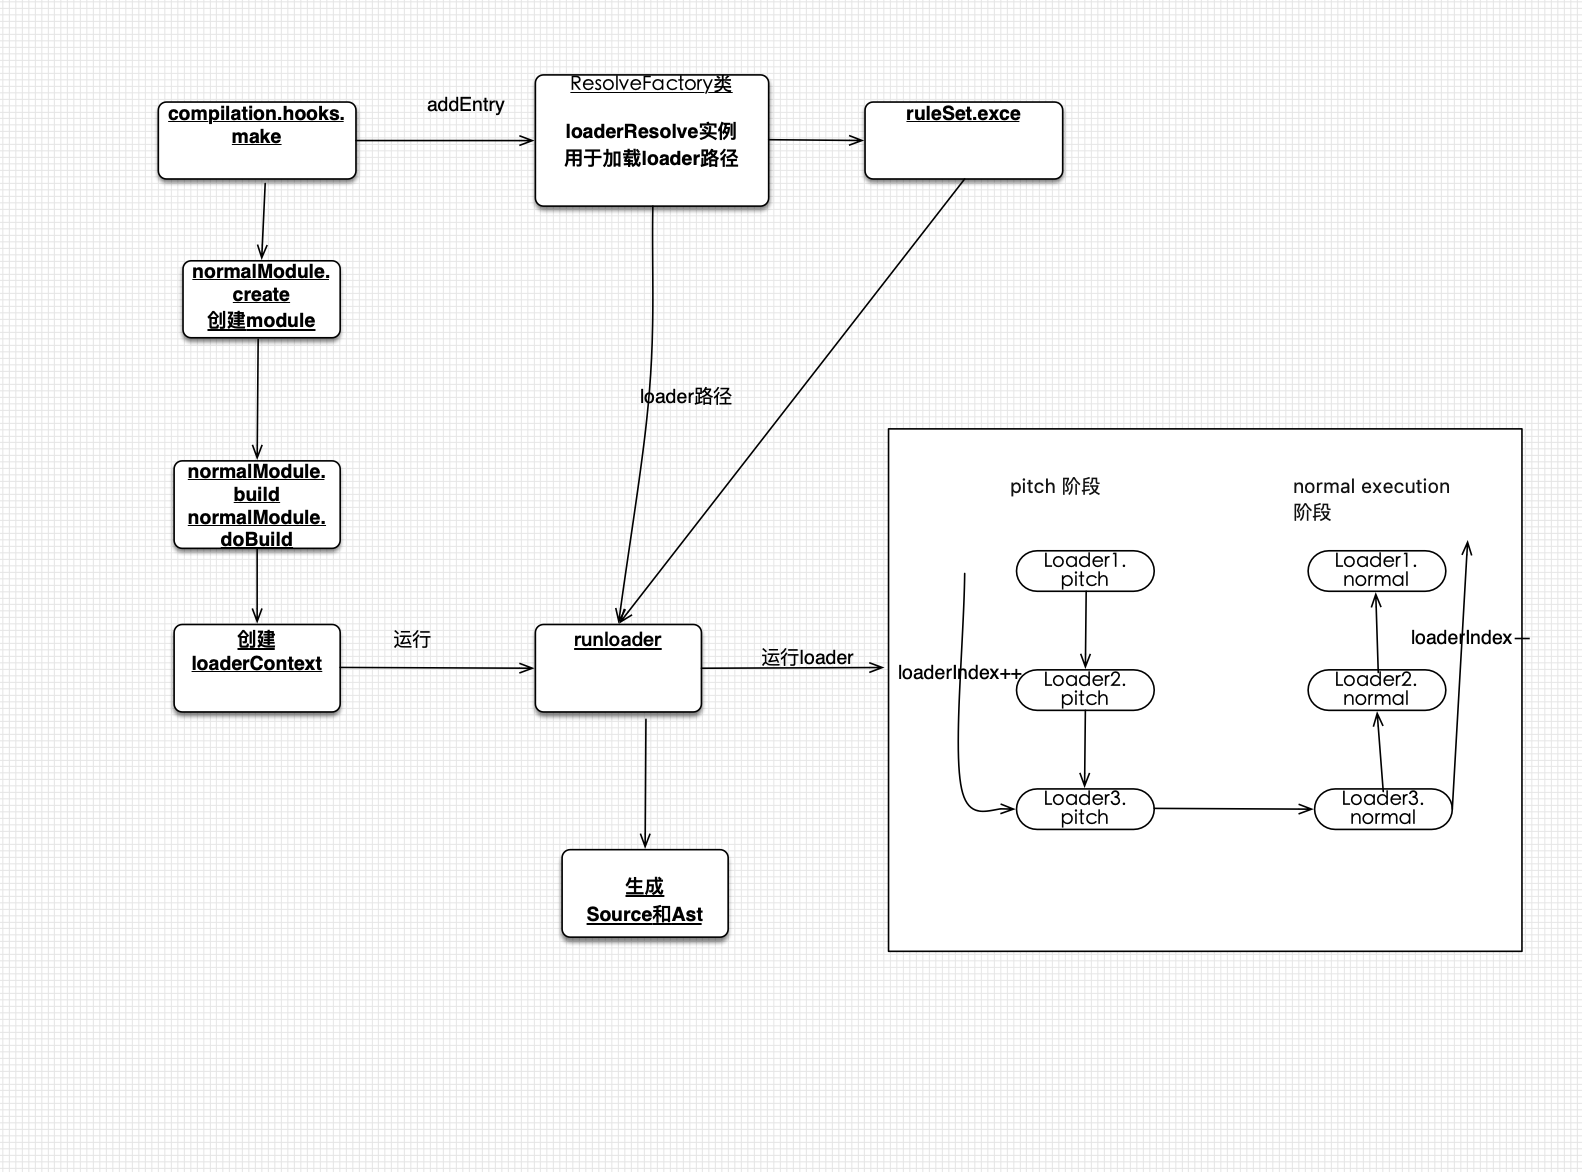 compilation.hooks.
make
addEntry
ResolveFactory类
loaderResolve实例
用于加载loader路径
ruleSet.exce
normalModule.
create
创建module
loader路径
normalModule.
build
normalModule.
doBuild
创建
loaderContext
运行
runloader
运行loader
生成
Source和Ast
pitch 阶段
normal execution
阶段
Loader1.
pitch
Loader1.
normal
loaderIndex—
loaderIndex++
Loader2.
pitch
Loader2.
normal
Loader3.
pitch
Loader3.
normal